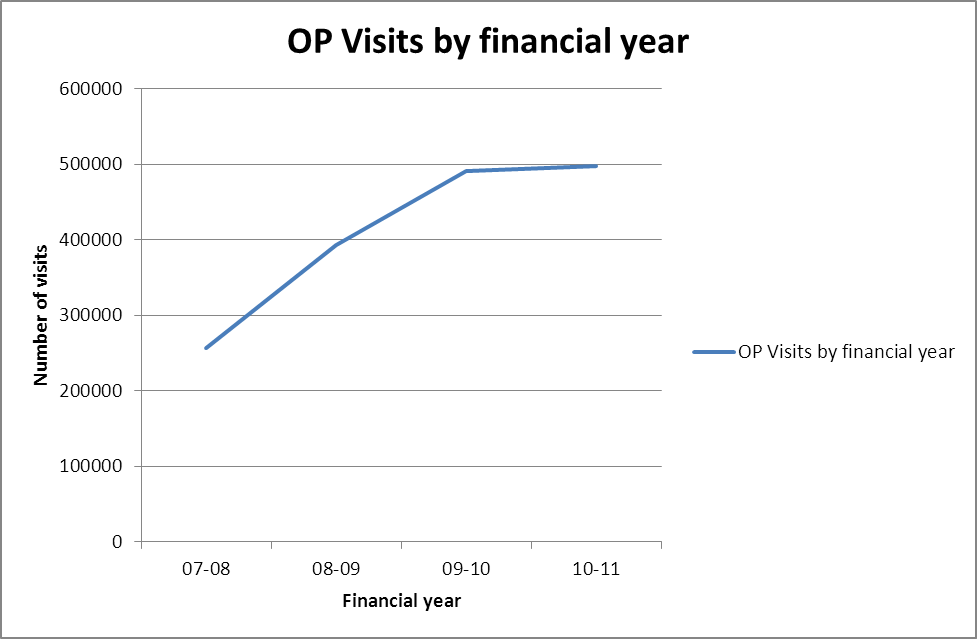 OP Visits by financial year
600000
500000
400000
300000
200000
100000
0
Number of visits
07-08 08-09 09-10 10-11
Financial year
OP Visits by financial year